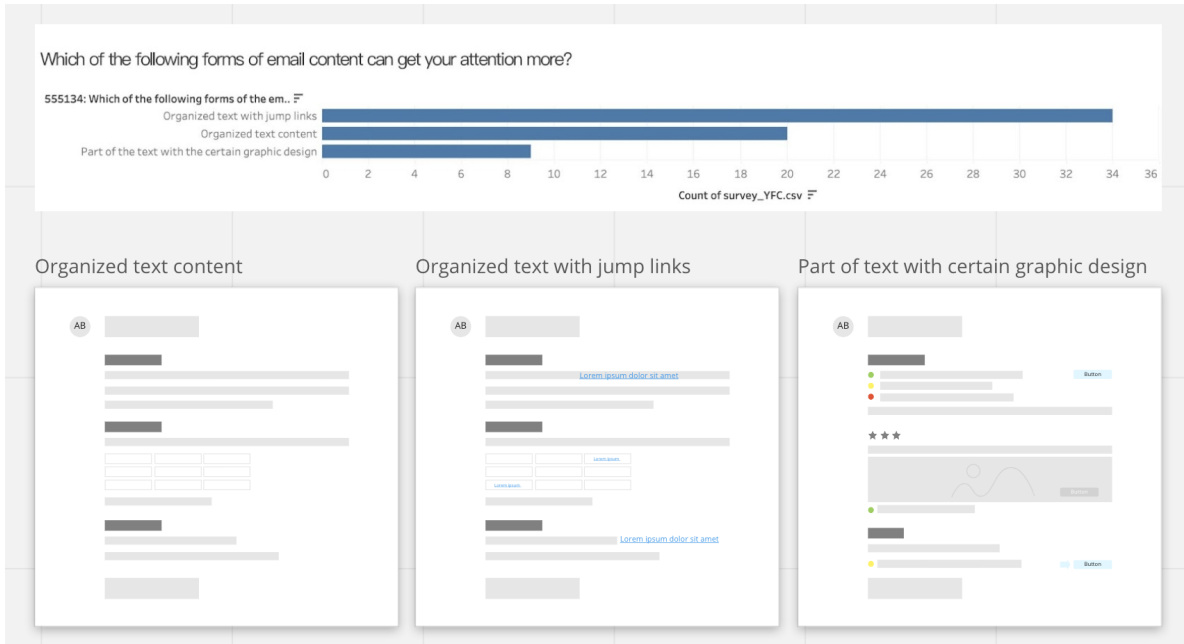 Which of the following forms of email content can get your attention more?
555134: Which of the following forms of the em..
Organized text with jump links
Organized text content
Part of the text with the certain graphic design
0 2 4 6 8 10 12 14 16 18 20 22 24 26 28 30 32 34 36
Count of survey_YFC.csv
Organized text content
Organized text with jump links
Part of text with certain graphic design
AB
AB
Lorem ipsum dolor sit amet
Lorem ipsum
Lorem ipsum
Lorem ipsum dolor sit amet
AB
Button
Button
Button